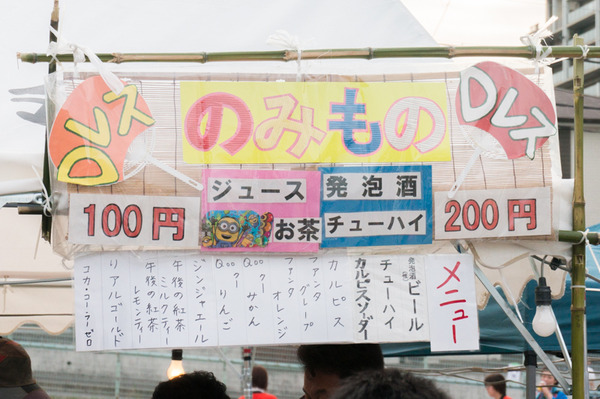 DLス
のみもの
DLス
100円
ジュース
お茶
発泡酒
チューハイ
200円
メニュー
発泡酒ビール
チューハイ
カルピスソーダー
カルピス
ファンタ グレープ
ファンタ オレンジ
Qooクー みかん
Qooクー りんご
ジンジャエール
午後の紅茶 ミルクティー
午後の紅茶 レモンティー
リアルゴールド
コカ・コーラ・ゼロ